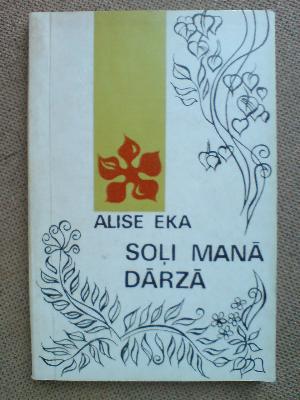 ALISE EKA
SOĻI MANĀ
DĀRZĀ